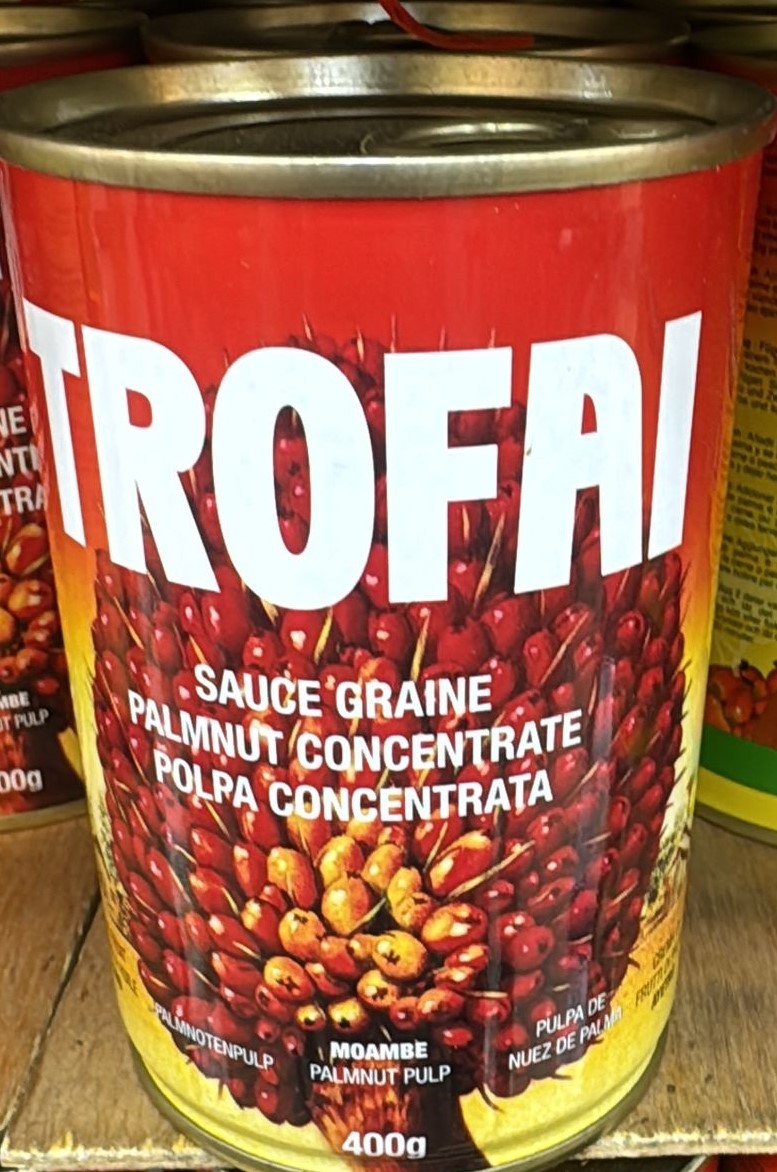 TROFAI
SAUCE GRAINE
PALMNUT CONCENTRATE
POLPA CONCENTRATA
PALMNOTENPULP
MOAMBE
PALMNUT PULP
PULPA DE
NUEZ DE PALMA
400g